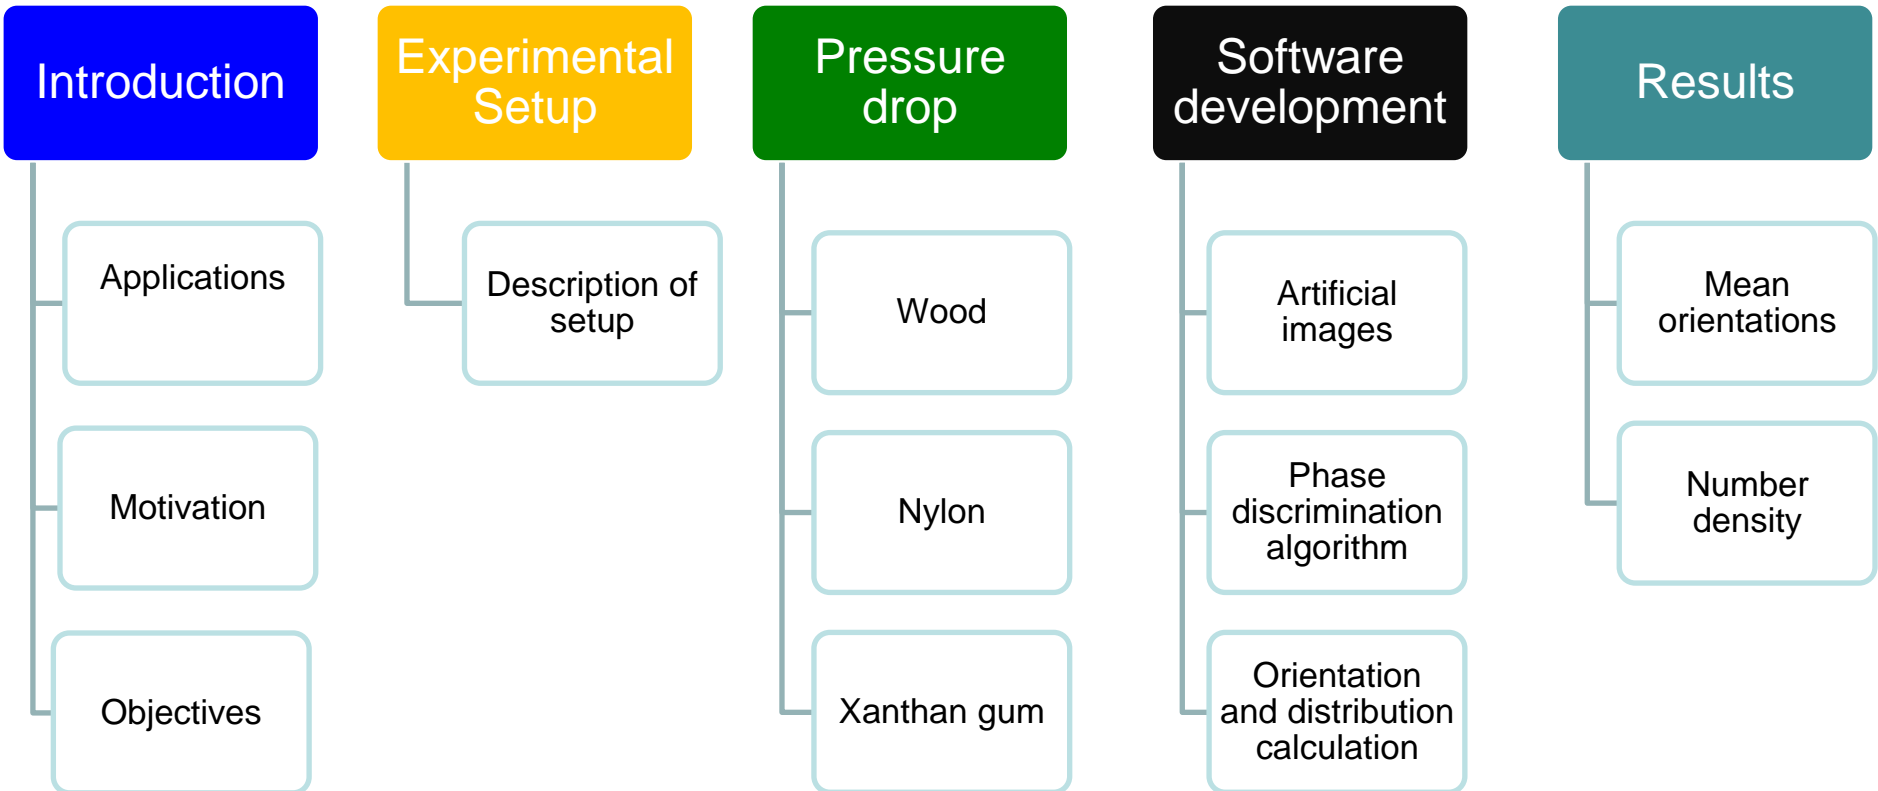 Introduction
Applications
Motivation
Objectives
Experimental
Setup
Description of
setup
Pressure
drop
Wood
Nylon
Xanthan gum
Software
development
Artificial
images
Phase
discrimination
algorithm
Orientation
and distribution
calculation
Results
Mean
orientations
Number
density